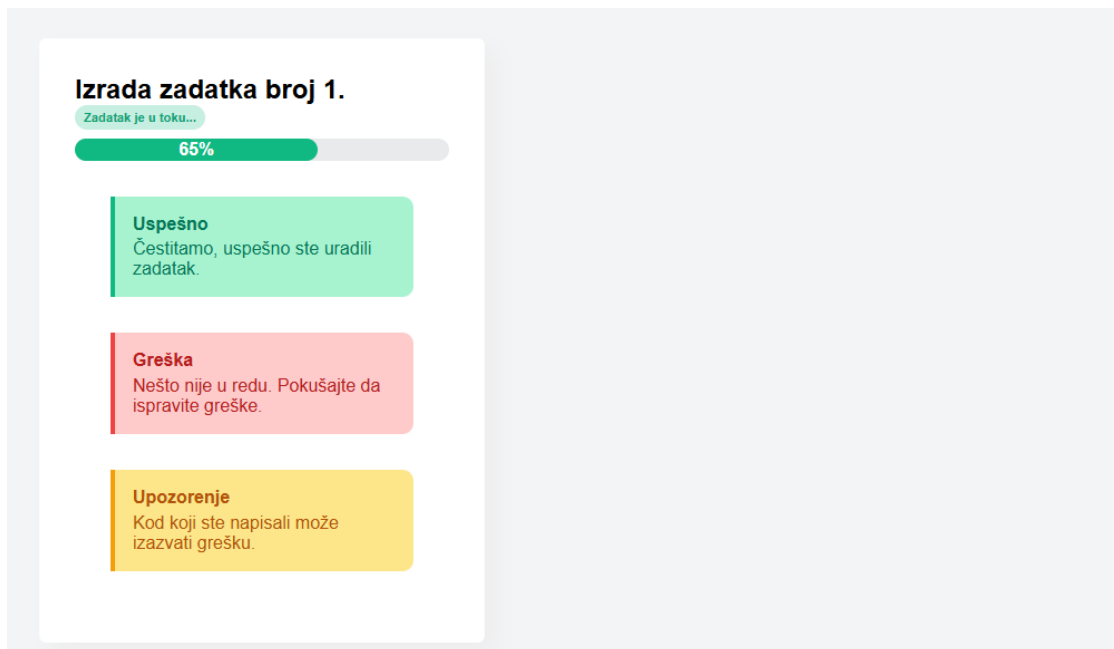 Izrada zadatka broj 1.
Zadatak je u toku...
65%
Uspešno
Čestitamo, uspešno ste uradili
zadatak.
Greška
Nešto nije u redu. Pokušajte da
ispravite greške.
Upozorenje
Kod koji ste napisali može
izazvati grešku.